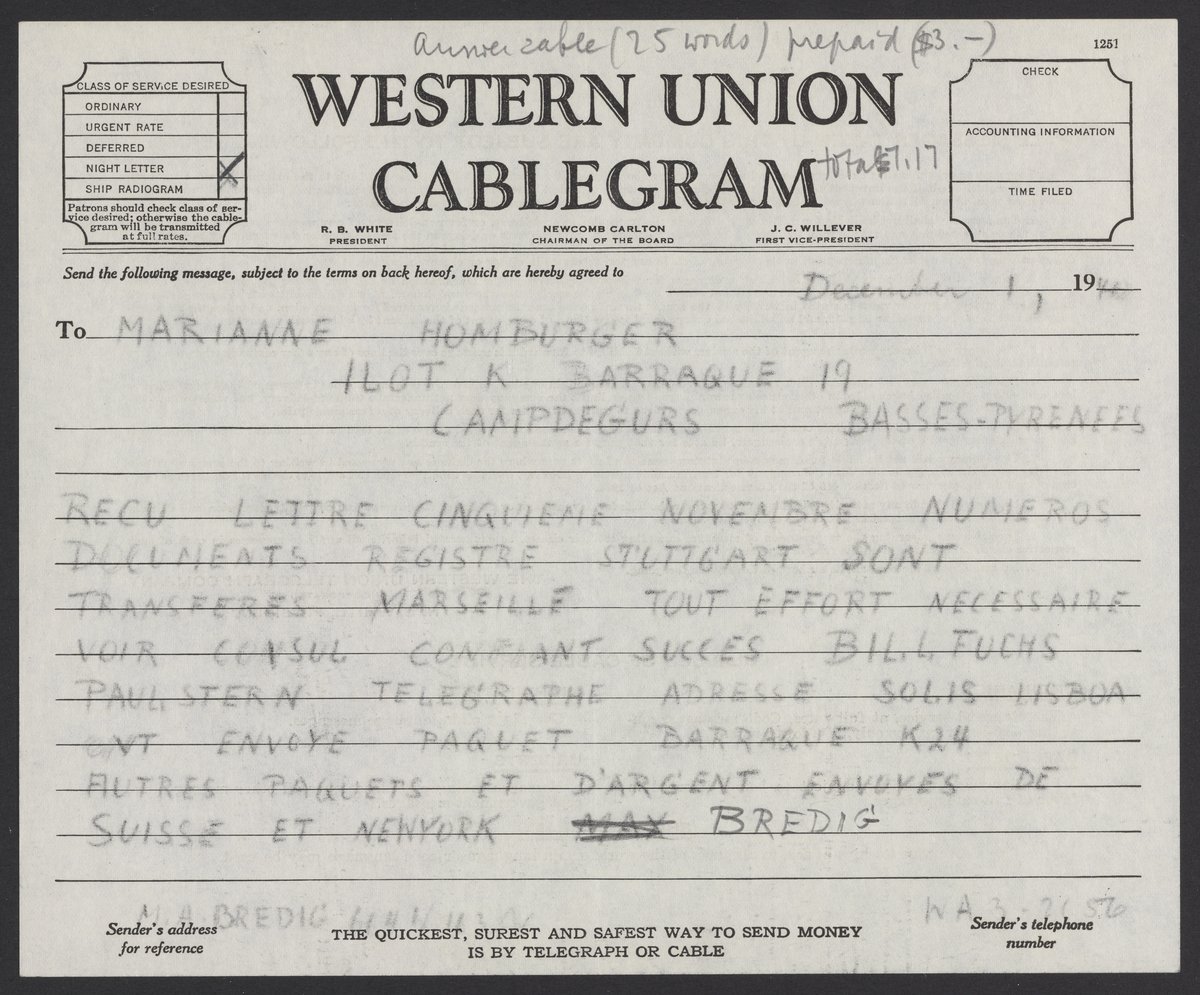 Answer cable (25 words) prepaid ($3.-)
1251
CLASS OF SERVICE DESIRED
ORDINARY
URGENT RATE
DEFERRED
NIGHT LETTER X
SHIP RADIOGRAM
Patrons should check class of ser-
vice desired; otherwise the cable-
gram will be transmitted
at full rates.
WESTERN UNION
CABLEGRAM
total $7.17
R. B. WHITE
PRESIDENT
NEWCOMB CARLTON
CHAIRMAN OF THE BOARD
J. C. WILLEVER
FIRST VICE-PRESIDENT
CHECK
ACCOUNTING INFORMATION
TIME FILED
Send the following message, subject to the terms on back hereof, which are hereby agreed to
December 1, 1940
To MARIANNE HOMBURGER
ILOT K BARRAQUE 19
CAMPDEGURS BASSES-PYRENEES
RECU LETTRE CINQUIEME NOVEMBRE NUMEROS
DOCUMENTS REGISTRE STUTTGART SONT
TRANSFERES MARSEILLE TOUT EFFORT NECESSAIRE
VOIR CONSUL CONFIANT SUCCES BILL FUCHS
PAUL STERN TELEGRAPHE ADRESSE SOLIS LISBOA
ENVOYE PAQUET BARRAQUE K24
AUTRES PAQUETS ET D'ARGENT ENVOYES DE
SUISSE ET NEWYORK MAX BREDIG
M.A. BREDIG
Sender's address
for reference
THE QUICKEST, SUREST AND SAFEST WAY TO SEND MONEY
IS BY TELEGRAPH OR CABLE
Sender's telephone
number